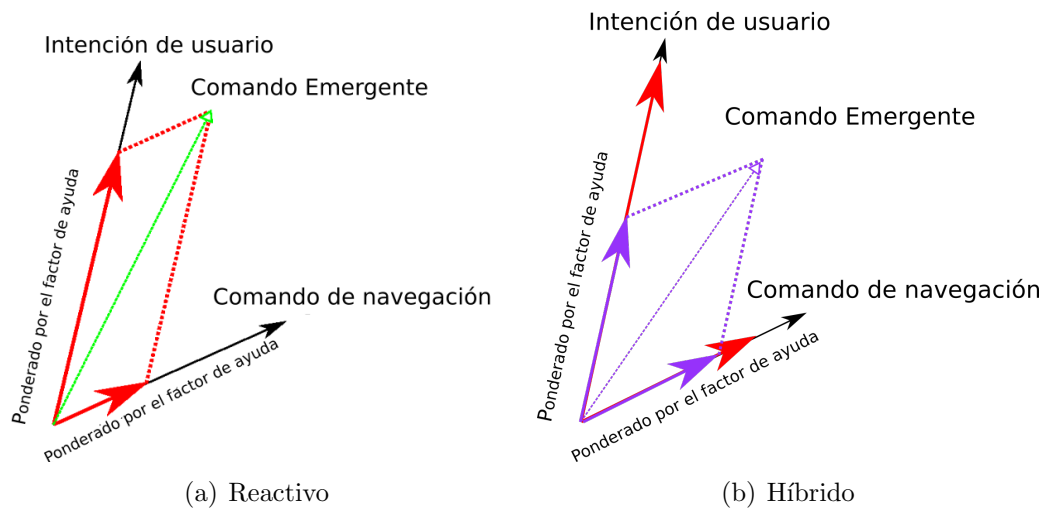 Intención de usuario
Comando Emergente
Ponderado por el factor de ayuda
Comando de navegación
Ponderado por el factor de ayuda
(a) Reactivo
Intención de usuario
Comando Emergente
Ponderado por el factor de ayuda
Comando de navegación
Ponderado por el factor de ayuda
(b) Híbrido